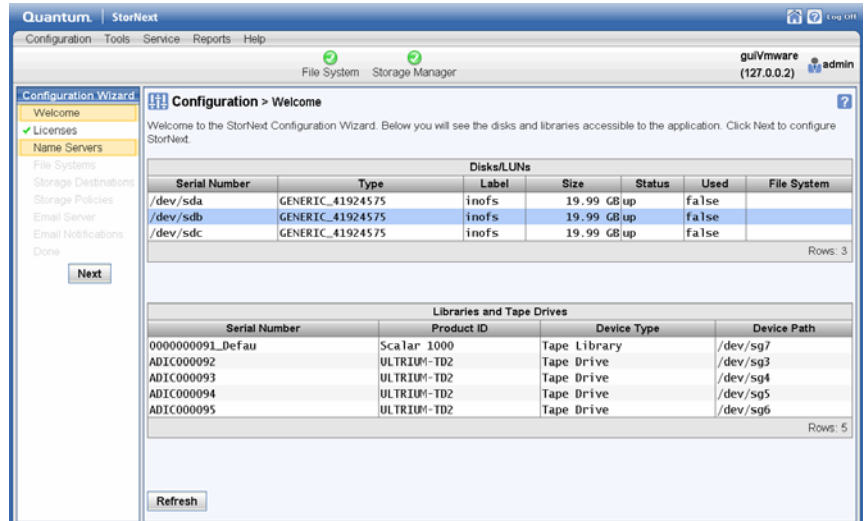 Quantum. StorNext Log Off
Configuration Tools Service Reports Help
File System Storage Manager
guiVmware
(127.0.0.2)
admin
Configuration Wizard
Welcome
Licenses
Name Servers
File Systems
Storage Destinations
Storage Policies
Email Server
Email Notifications
Done
Next
Configuration > Welcome ?
Welcome to the StorNext Configuration Wizard. Below you will see the disks and libraries accessible to the application. Click Next to configure
StorNext.
Disks/LUNs
Serial Number Type Label Size Status Used File System
/dev/sda GENERIC_41924575 inofs 19.99 GB up false
/dev/sdb GENERIC_41924575 inofs 19.99 GB up false
/dev/sdc GENERIC_41924575 inofs 19.99 GB up false
Rows: 3
Libraries and Tape Drives
Serial Number Product ID Device Type Device Path
0000000091_Defau Scalar 1000 Tape Library /dev/sg7
ADIC000092 ULTRIUM-TD2 Tape Drive /dev/sg3
ADIC000093 ULTRIUM-TD2 Tape Drive /dev/sg4
ADIC000094 ULTRIUM-TD2 Tape Drive /dev/sg5
ADIC000095 ULTRIUM-TD2 Tape Drive /dev/sg6
Rows: 5
Refresh